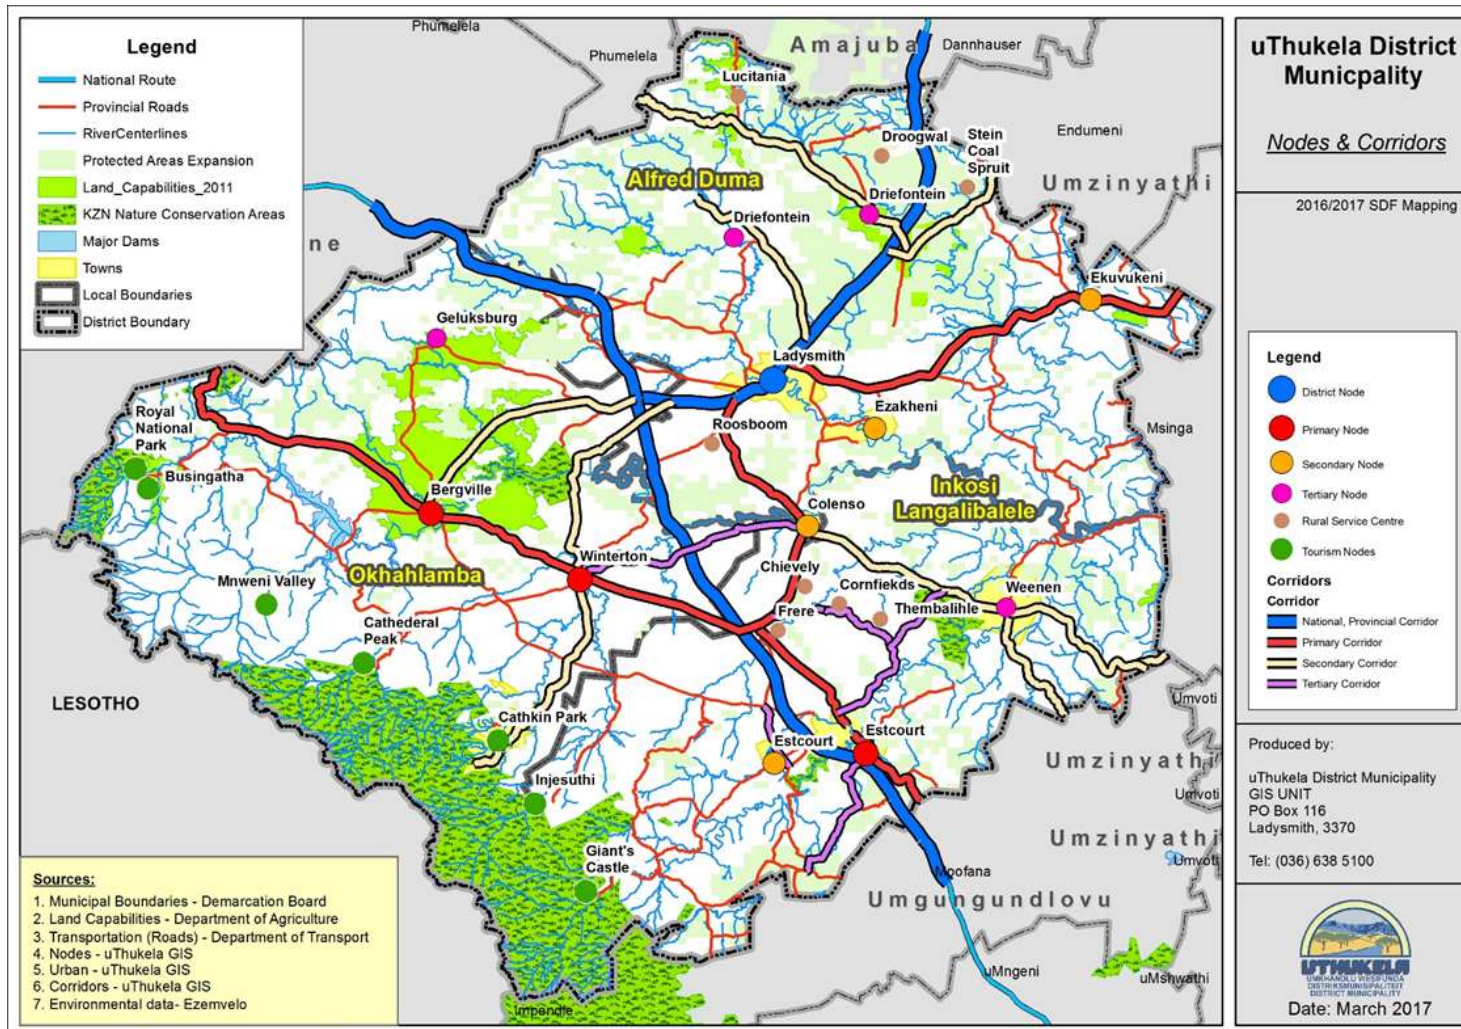 Legend
National Route
Provincial Roads
RiverCenterlines
Protected Areas Expansion
Land_Capabilities_2011
KZN Nature Conservation Areas
Major Dams
Towns
Local Boundaries
District Boundary
Phumelela
Phumelela
Amajuba
Dannhauser
Endumeni
Umzinyathi
ne
Lucitania
Droogwal
Stein
Coal
Spruit
Alfred Duma
Driefontein
Driefontein
Ekuvukeni
Geluksburg
Ladysmith
Royal
National
Park
Busingatha
Roosboom
Ezakheni
Msinga
Bergville
Inkosi
Langalibalele
Colenso
Winterton
Okhahlamba
Chievely
Cornfiekds
Weenen
Mnweni Valley
Frere
Thembalihle
Cathederal
Peak
LESOTHO
Umvoti
Cathkin Park
Estcourt
Estcourt
Umzinyathi
Injesuthi
Umvoti
Umzinyathi
Umvoti
Giant's
Castle
Moofana
Umgungundlovu
uMngeni
uMshwathi
Impendle
Sources:
1. Municipal Boundaries - Demarcation Board
2. Land Capabilities - Department of Agriculture
3. Transportation (Roads) - Department of Transport
4. Nodes - uThukela GIS
5. Urban - uThukela GIS
6. Corridors - uThukela GIS
7. Environmental data- Ezemvelo
uThukela District
Municpality
Nodes & Corridors
2016/2017 SDF Mapping
Legend
District Node
Primary Node
Secondary Node
Tertiary Node
Rural Service Centre
Tourism Nodes
Corridors
Corridor
National, Provincial Corridor
Primary Corridor
Secondary Corridor
Tertiary Corridor
Produced by:
uThukela District Municipality
GIS UNIT
PO Box 116
Ladysmith, 3370
Tel: (036) 638 5100
UTHUKELA
UMKHANDLU WESIFUNDA
DISTRIKSMUNISIPALITEIT
DISTRICT MUNICIPALITY
Date: March 2017